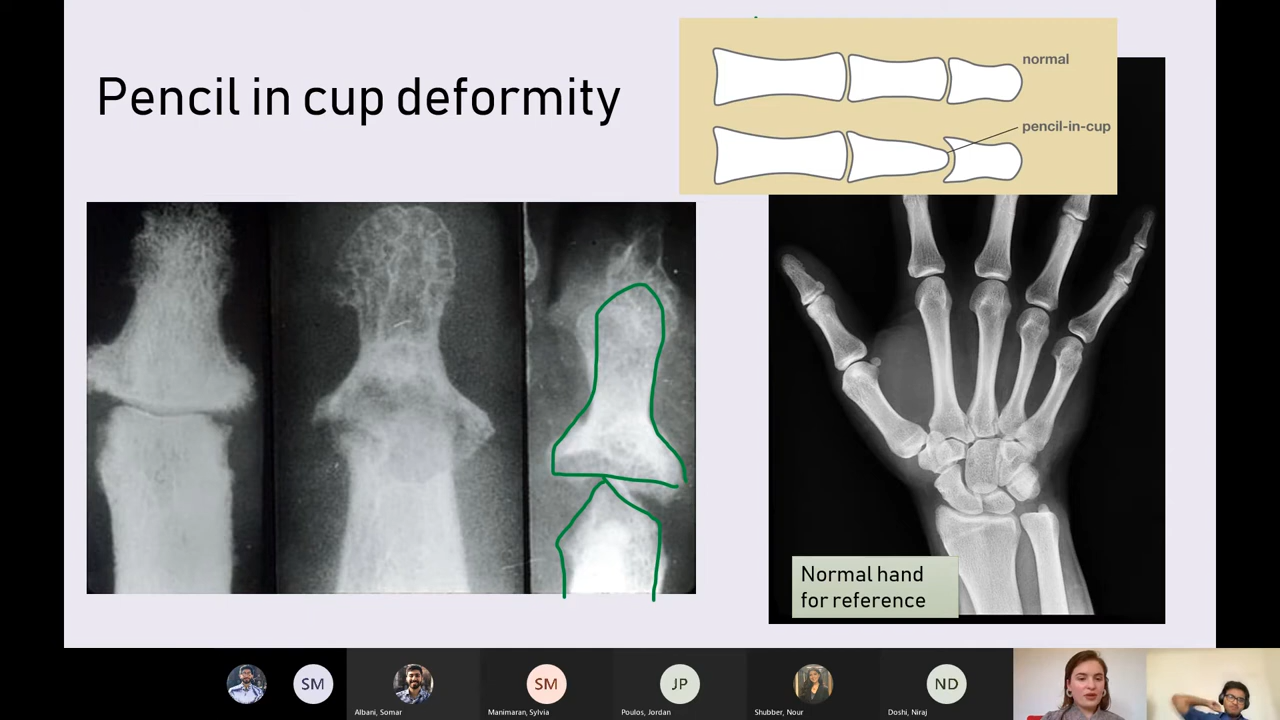 Pencil in cup deformity
normal
pencil-in-cup
Normal hand
for reference
SM
SM
JP
ND
Albani, Somar
Manimaran, Sylvia
Poulos, Jordan
Shubber, Nour
Doshi, Niraj